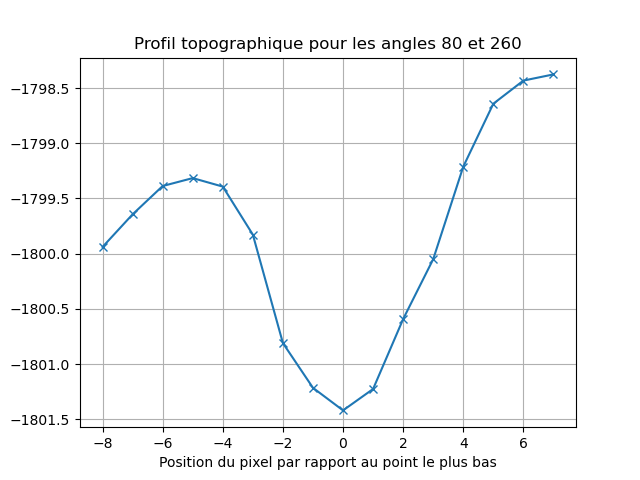 Profil topographique pour les angles 80 et 260
−1798.5
−1799.0
−1799.5
−1800.0
−1800.5
−1801.0
−1801.5
−8 −6 −4 −2 0 2 4 6
Position du pixel par rapport au point le plus bas